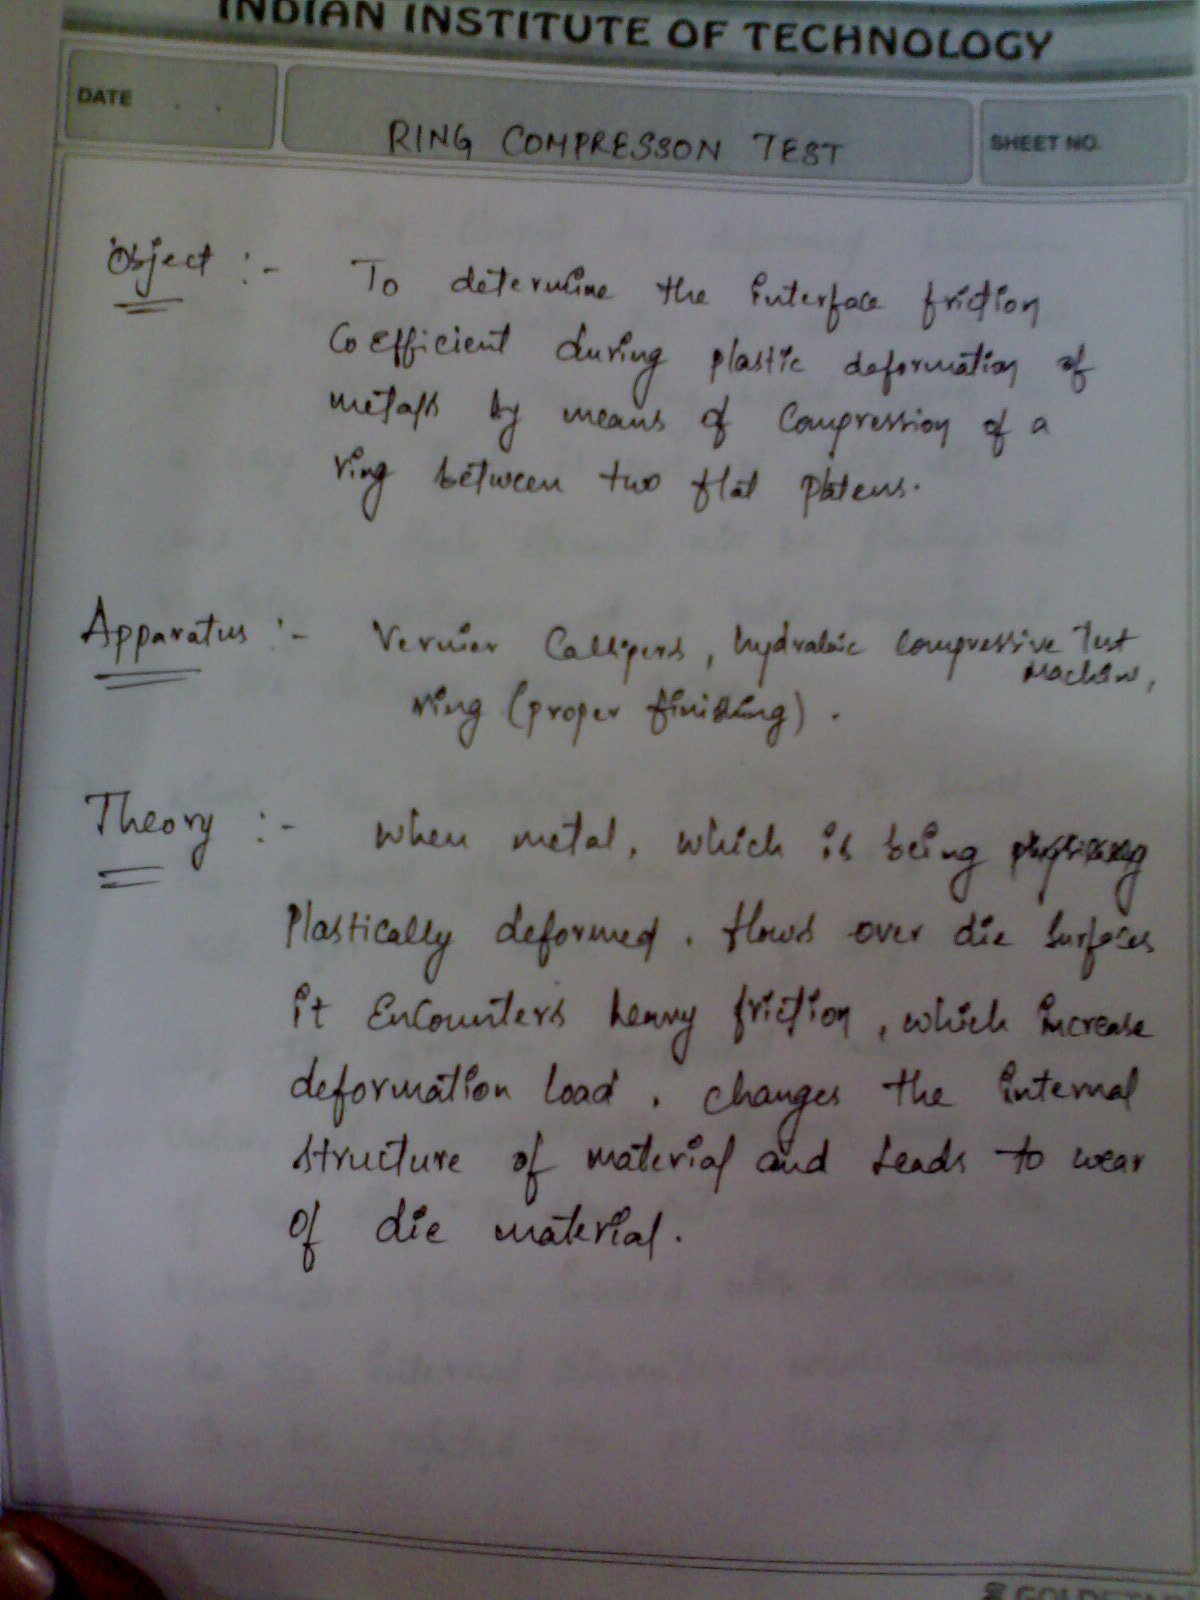 INDIAN INSTITUTE OF TECHNOLOGY
DATE
RING COMPRESSON TEST
SHEET NO.
Object :- To determine the interface friction
Coefficient during plastic deformation of
metals by means of Compression of a
ring between two flat platens.
Apparatus :- Vernier Callipers, hydraulic compressive Test
Machine,
ring (proper finishing).
Theory :- When metal, which is being
plastically deformed, flows over die surfaces
it encounters heavy friction, which increase
deformation load, changes the internal
structure of material and leads to wear
of die material.